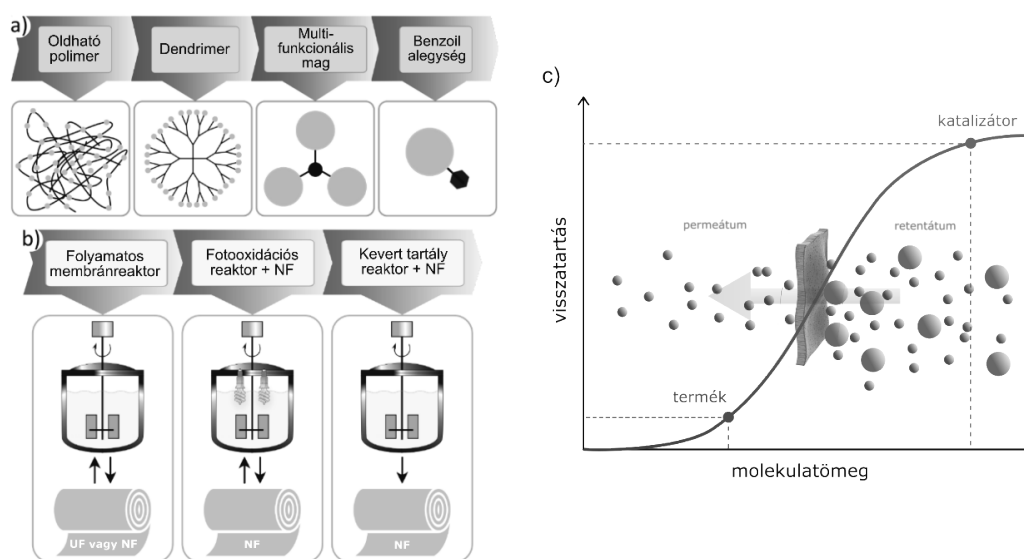 a)
Oldható
polimer
Dendrimer
Multi-
funkcionális
mag
Benzoil
alegység
b)
Folyamatos
membránreaktor
Fotooxidációs
reaktor + NF
Kevert tartály
reaktor + NF
UF vagy NF
NF
NF
c)
katalizátor
permeátum
retentátum
visszatartás
termék
molekulatömeg